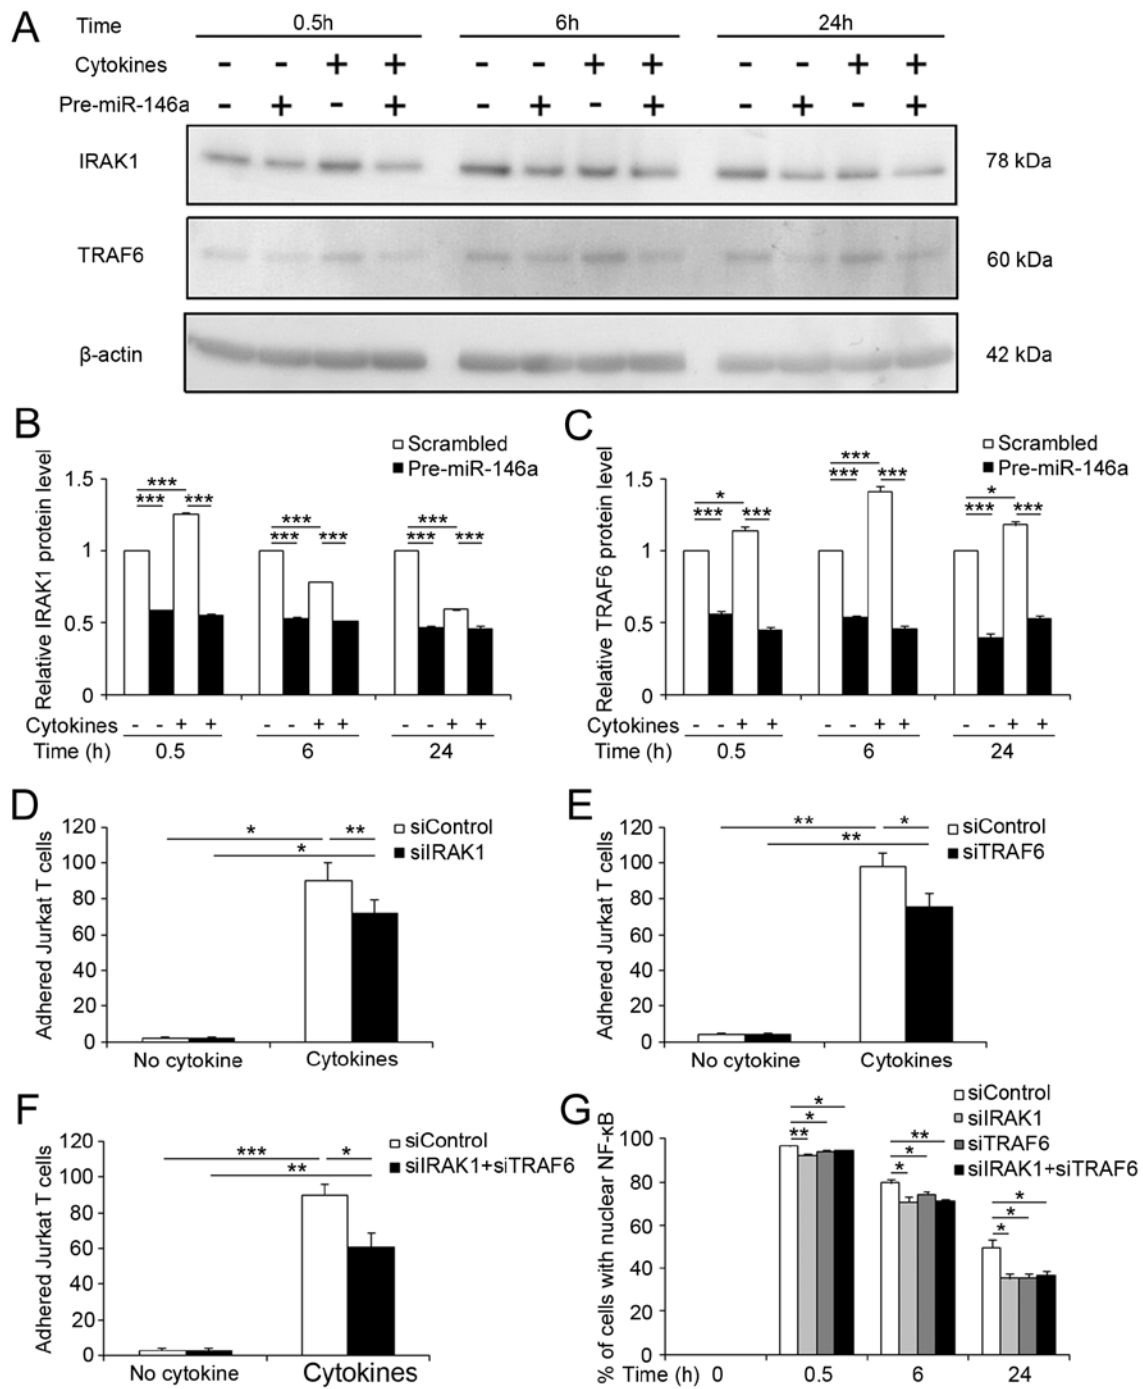 A
Time 0.5h 6h 24h
Cytokines - - + + - - + + - - + +
Pre-miR-146a - + - + - + - + - + - +
IRAK1 78 kDa
TRAF6 60 kDa
β-actin 42 kDa
B
Scrambled
Pre-miR-146a
Relative IRAK1 protein level
1.5
1
0.5
0
*** *** ***
*** *** *** *** *** ***
Cytokines - - + + - - + + - - + +
Time (h) 0.5 6 24
C
Scrambled
Pre-miR-146a
Relative TRAF6 protein level
1.5
1
0.5
0
* *** *
*** *** *** *** *** ***
Cytokines - - + + - - + + - - + +
Time (h) 0.5 6 24
D
siControl
siIRAK1
Adhered Jurkat T cells
120
100
80
60
40
20
0
* **
*
No cytokine Cytokines
E
siControl
siTRAF6
Adhered Jurkat T cells
120
100
80
60
40
20
0
** *
**
No cytokine Cytokines
F
siControl
siIRAK1+siTRAF6
Adhered Jurkat T cells
120
100
80
60
40
20
0
*** *
**
No cytokine Cytokines
G
siControl
siIRAK1
siTRAF6
siIRAK1+siTRAF6
% of cells with nuclear NF-κB
100
80
60
40
20
0
*
*
**
**
*
*
*
*
*
Time (h) 0 0.5 6 24